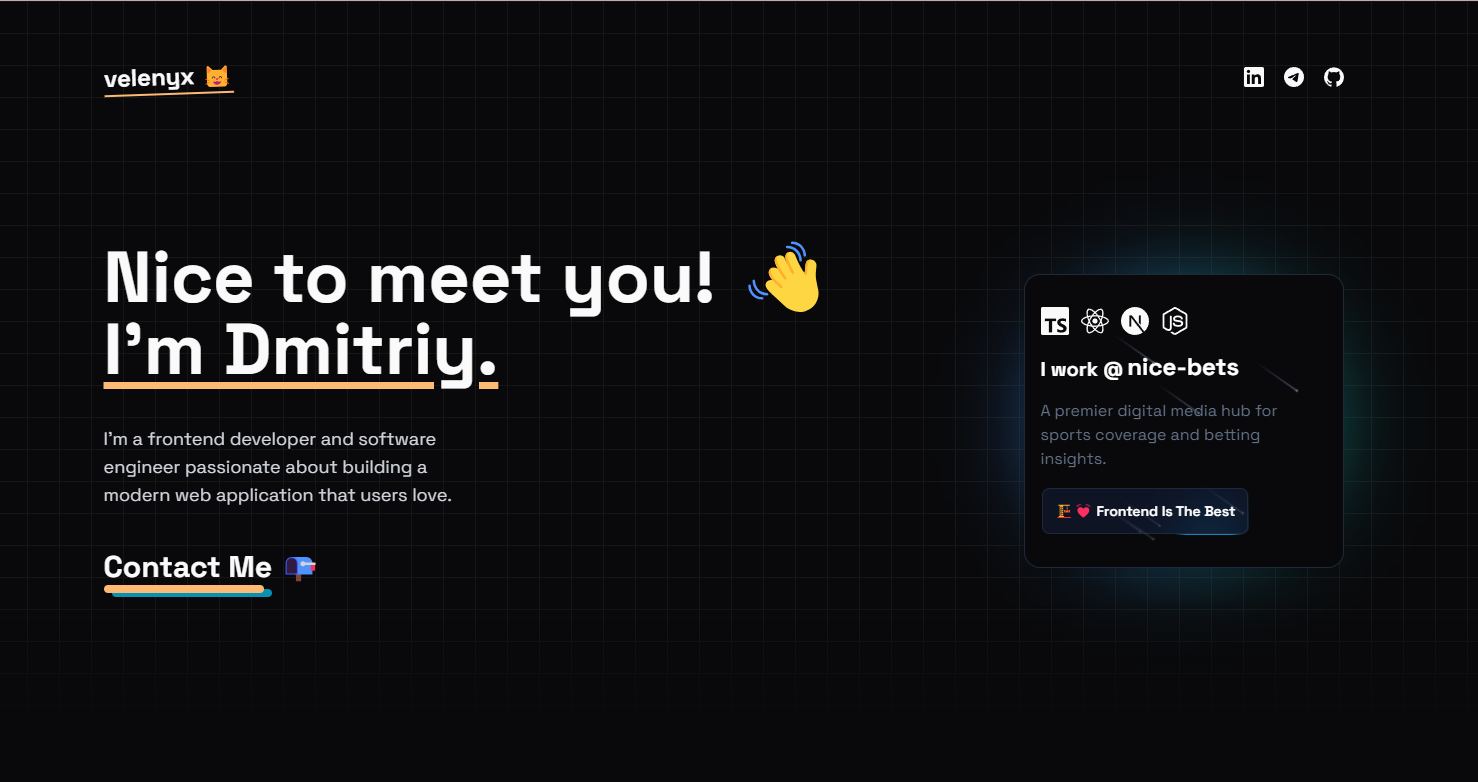 velenyx
in
Nice to meet you!
I'm Dmitriy.
I'm a frontend developer and software
engineer passionate about building a
modern web application that users love.
Contact Me
TS N JS
I work @ nice-bets
A premier digital media hub for
sports coverage and betting
insights.
Frontend Is The Best